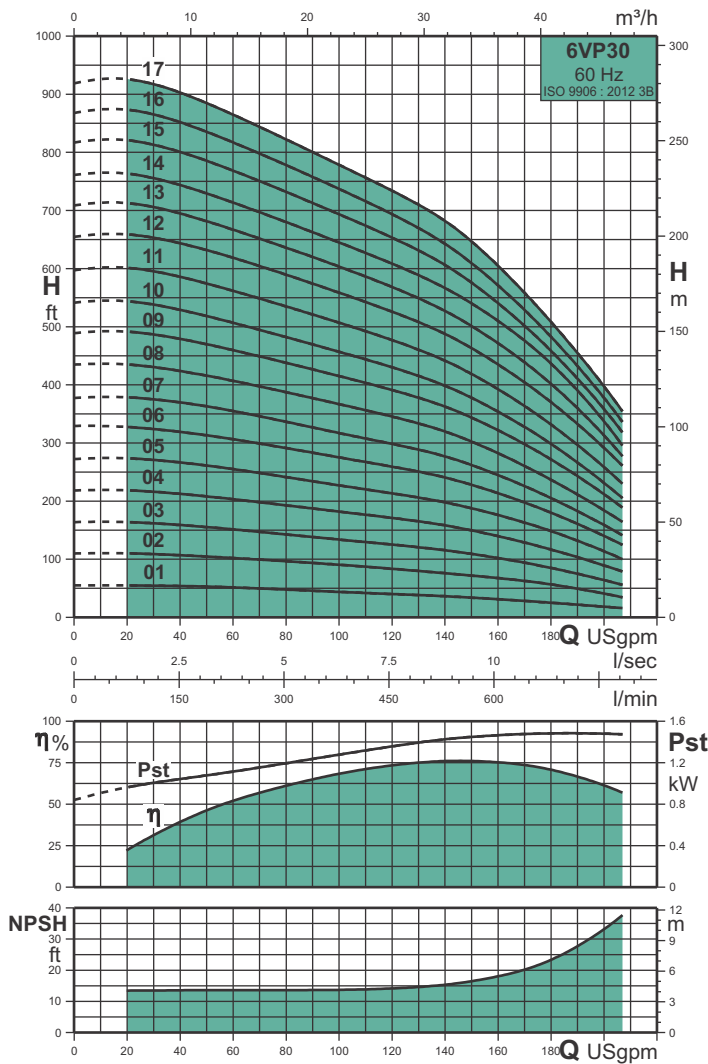 0 10 20 30 40 m³/h
6VP30
60 Hz
ISO 9906 : 2012 3B
1000
900
800
700
600
500
400
300
200
100
0
H
ft
17
16
15
14
13
12
11
10
09
08
07
06
05
04
03
02
01
300
250
200
150
100
50
0
H
m
0 20 40 60 80 100 120 140 160 180 Q USgpm
0 2.5 5 7.5 10 l/sec
0 150 300 450 600 l/min
η%
100
75
50
25
0
Pst
η
1.6
1.2
0.8
0.4
0
Pst
kW
NPSH
ft
40
30
20
10
0
12
9
6
3
0
m
0 20 40 60 80 100 120 140 160 180 Q USgpm